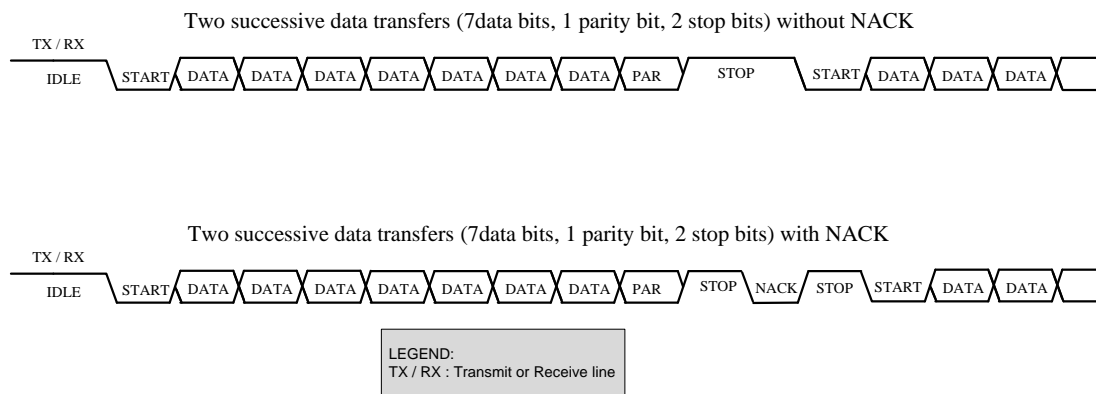 Two successive data transfers (7data bits, 1 parity bit, 2 stop bits) without NACK
TX / RX
IDLE START DATA DATA DATA DATA DATA DATA DATA PAR STOP START DATA DATA DATA
Two successive data transfers (7data bits, 1 parity bit, 2 stop bits) with NACK
TX / RX
IDLE START DATA DATA DATA DATA DATA DATA DATA PAR STOP NACK STOP START DATA DATA
LEGEND:
TX / RX : Transmit or Receive line